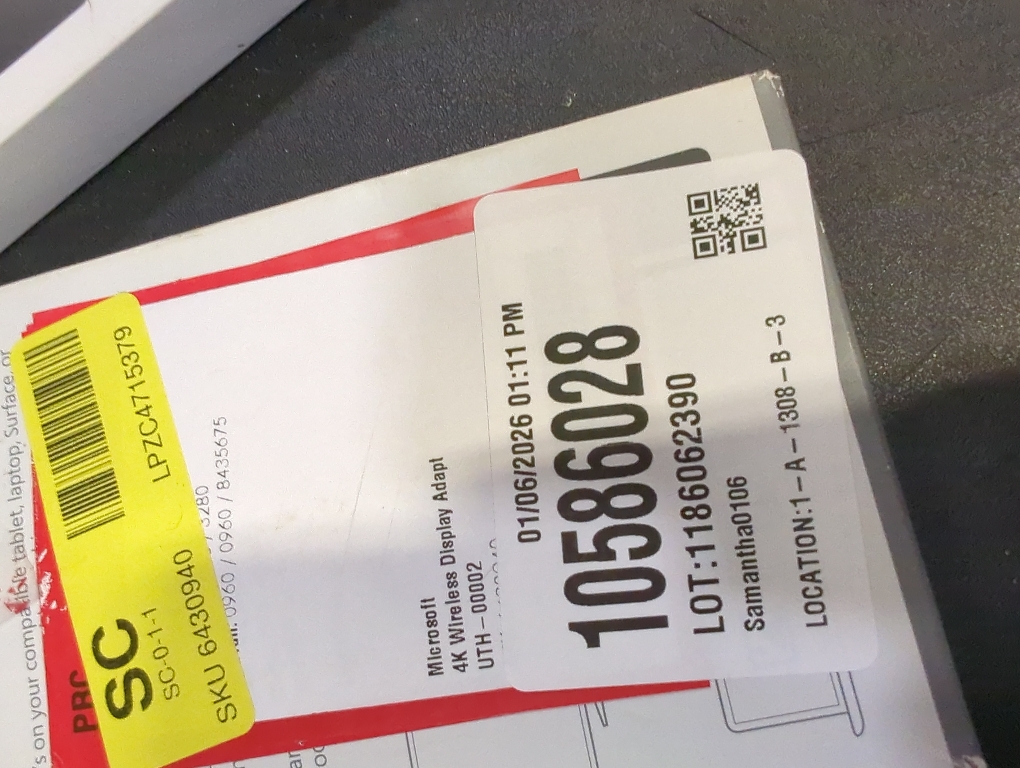 's on your compatible tablet, laptop, Surface, or
PRC
SC
SC-0-1-1
LPZC4715379
SKU 6430940
3280
0960 / 0960 / 8435675
Microsoft
4K Wireless Display Adapt
UTH-00002
01/06/2026 01:11 PM
10586028
LOT:1186062390
Samantha0106
LOCATION:1-A-1308-B-3